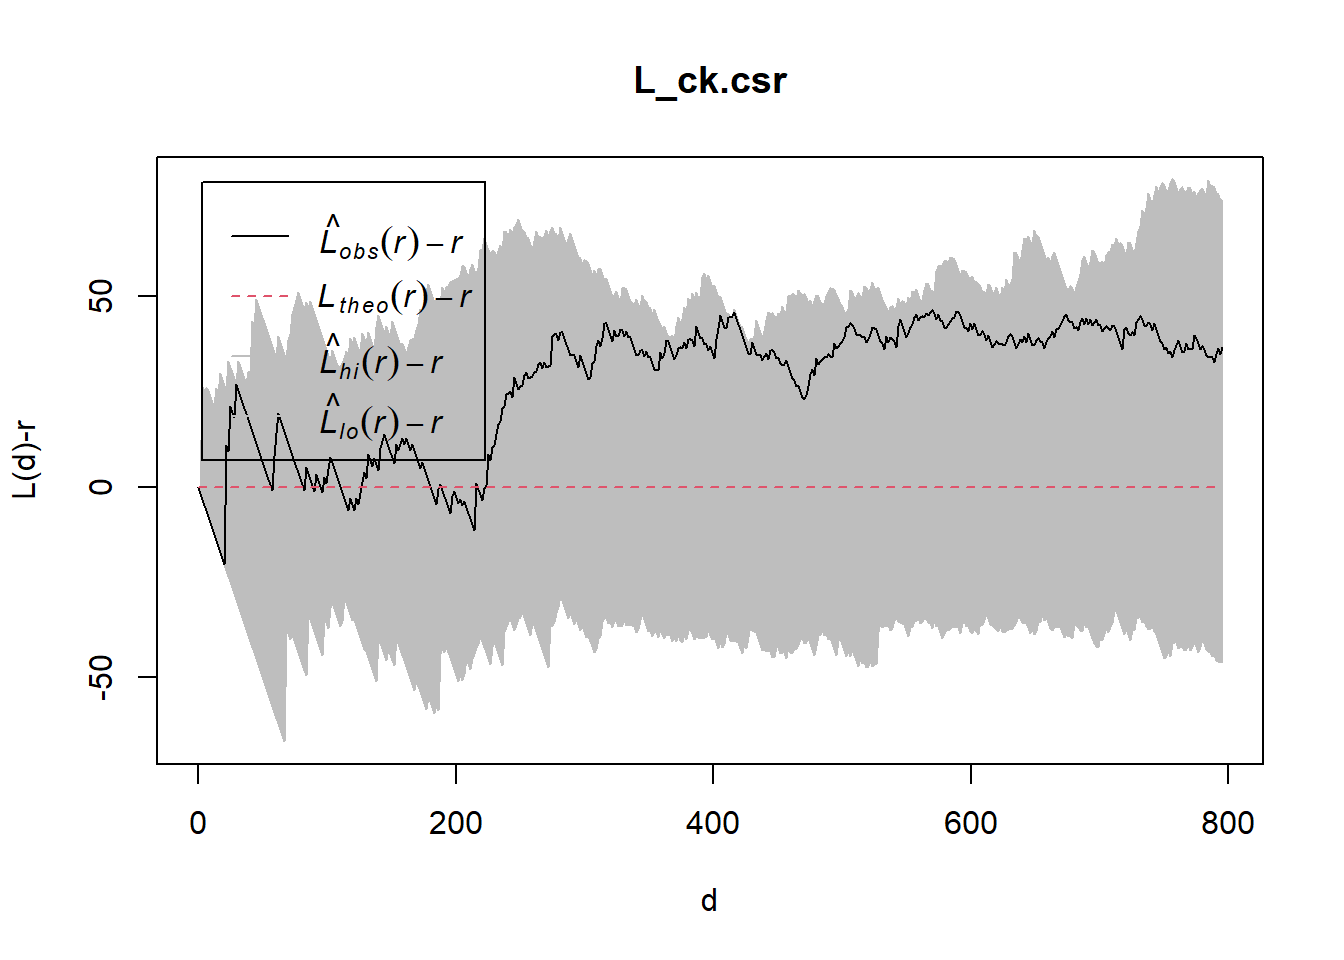 L_ck.csr
L̂obs(r) – r
Ltheo(r) – r
L̂hi(r) – r
L̂lo(r) – r
L(d)-r
50
0
-50
0 200 400 600 800
d